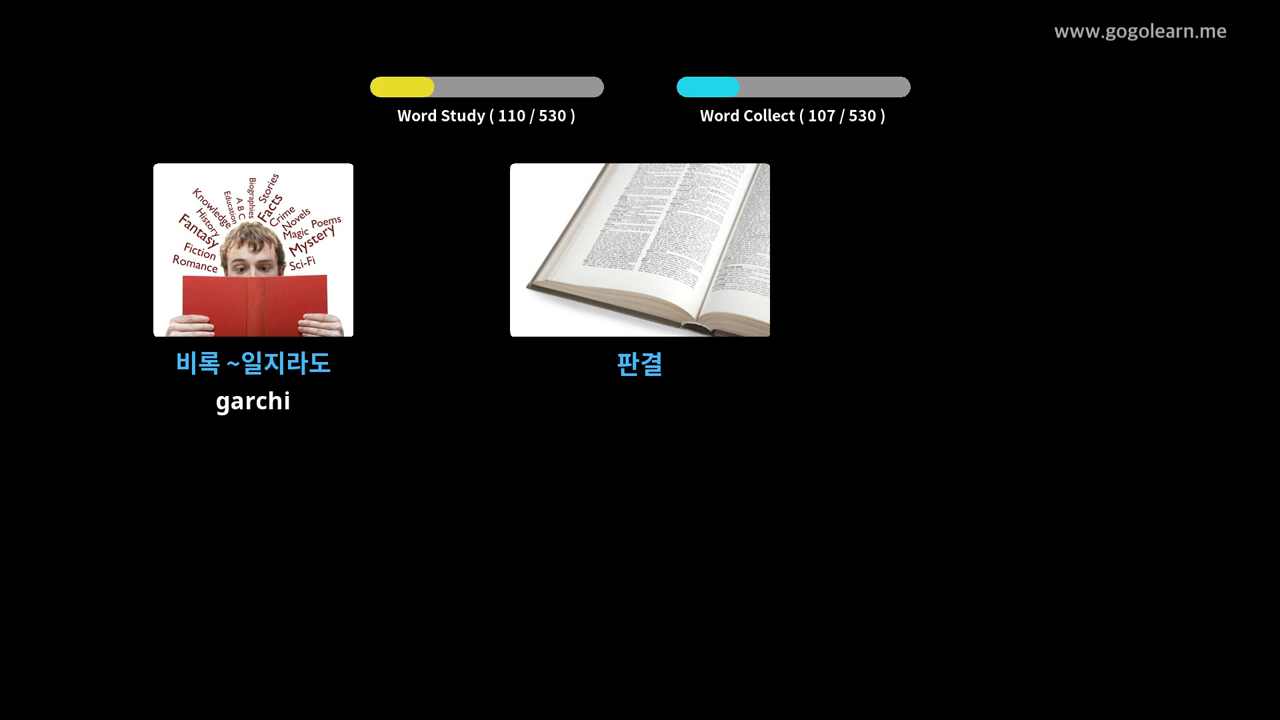 www.gogolearn.me
Word Study ( 110 / 530 )
Word Collect ( 107 / 530 )
Knowledge
History
Fantasy
Fiction
Romance
Education
A B C
Biographies
Stories
Facts
Crime
Novels
Magic
Poems
Mystery
Sci-Fi
비록 ~일지라도
garchi
판결